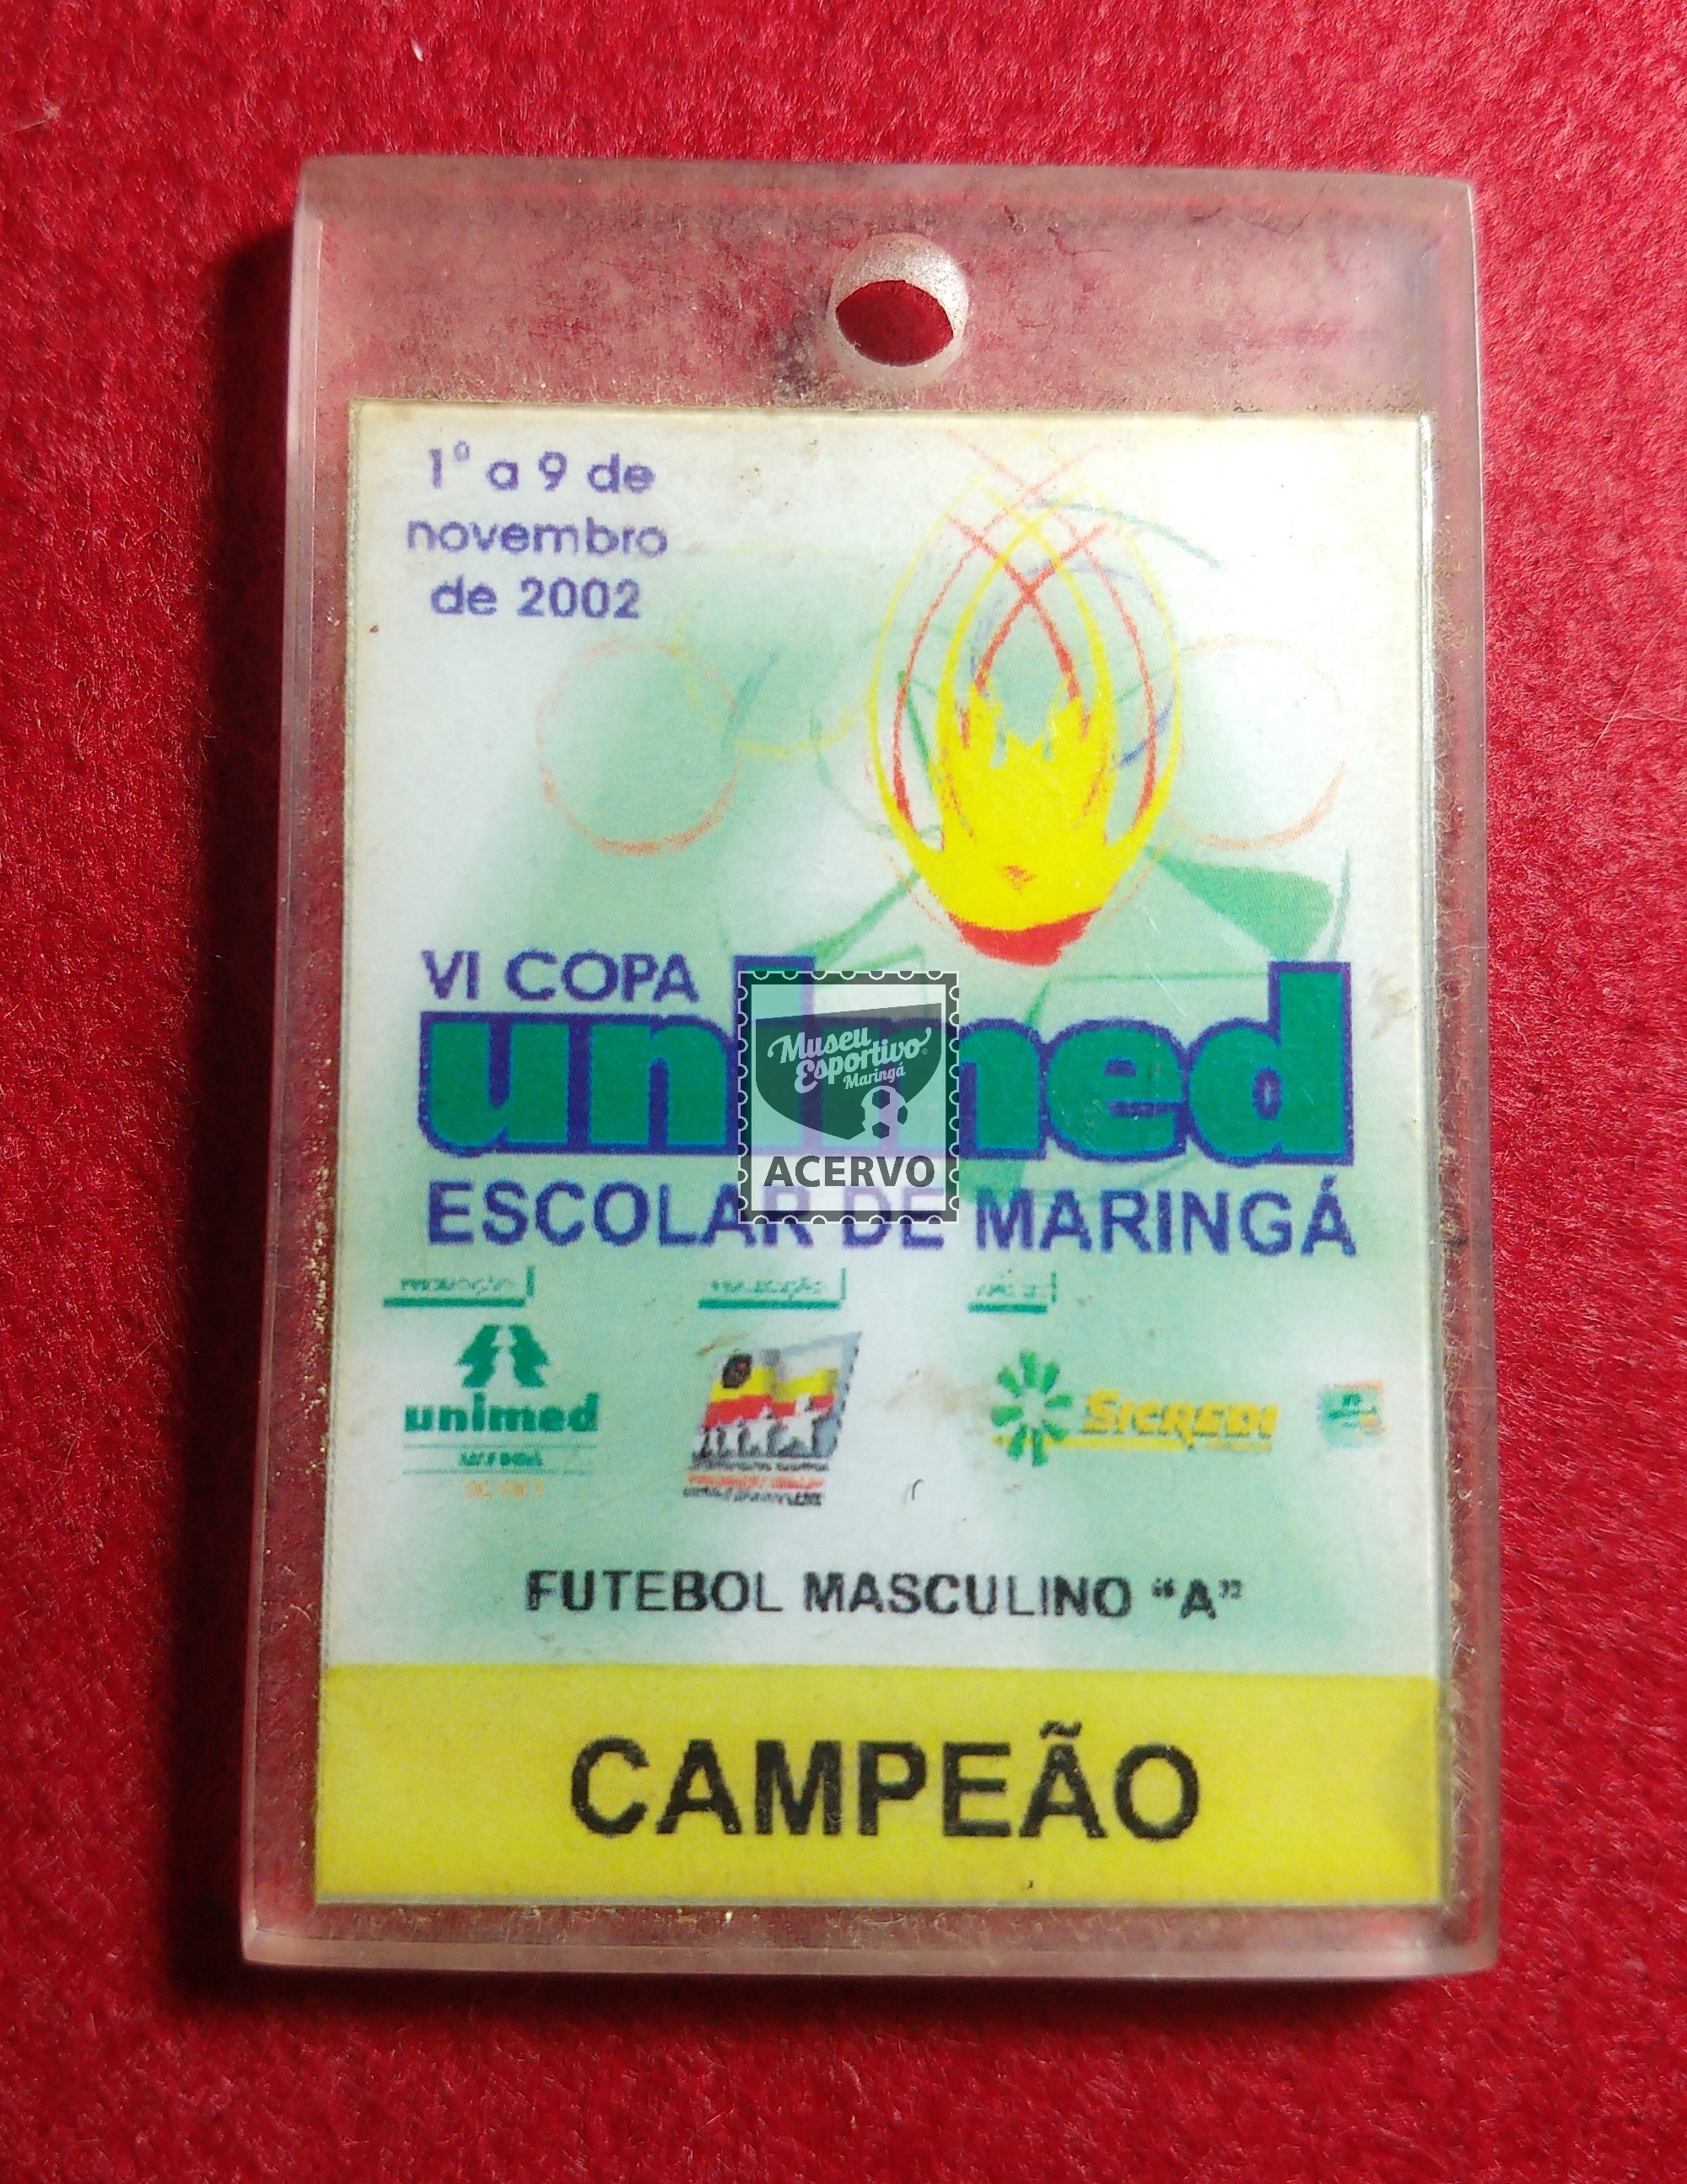 1º a 9 de
novembro
de 2002
VI COPA
unimed
Museu
Esportivo
Maringá
ACERVO
ESCOLAR DE MARINGÁ
PROMOÇÃO
unimed
SICREDI
FUTEBOL MASCULINO “A”
CAMPEÃO